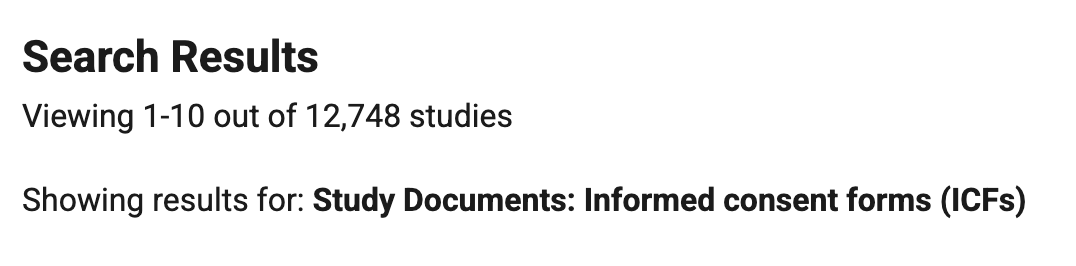 Search Results
Viewing 1-10 out of 12,748 studies
Showing results for: Study Documents: Informed consent forms (ICFs)